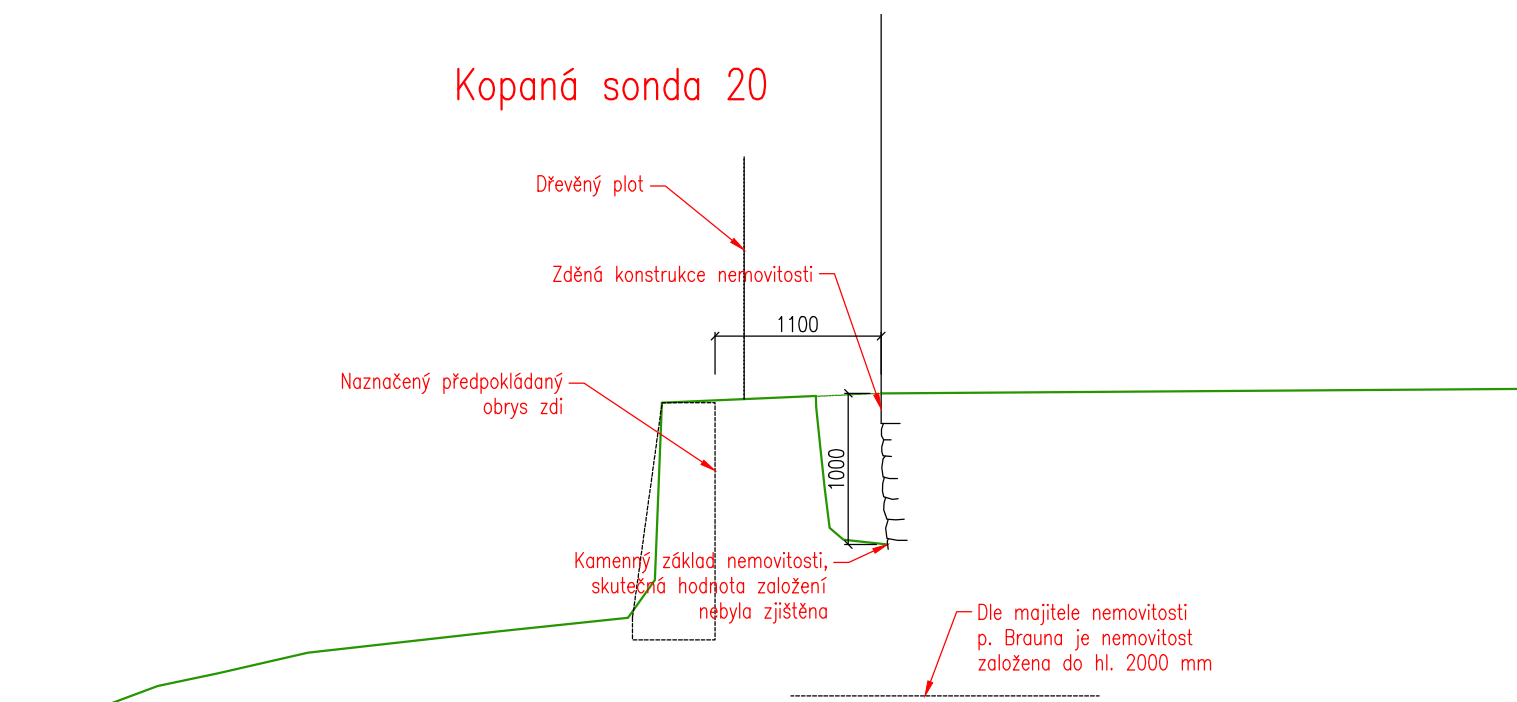 Kopaná sonda 20
Dřevěný plot
Zděná konstrukce nemovitosti
1100
Naznačený předpokládaný
obrys zdi
1000
Kamenný základ nemovitosti,
skutečná hodnota založení
nebyla zjištěna
Dle majitele nemovitosti
p. Brauna je nemovitost
založena do hl. 2000 mm